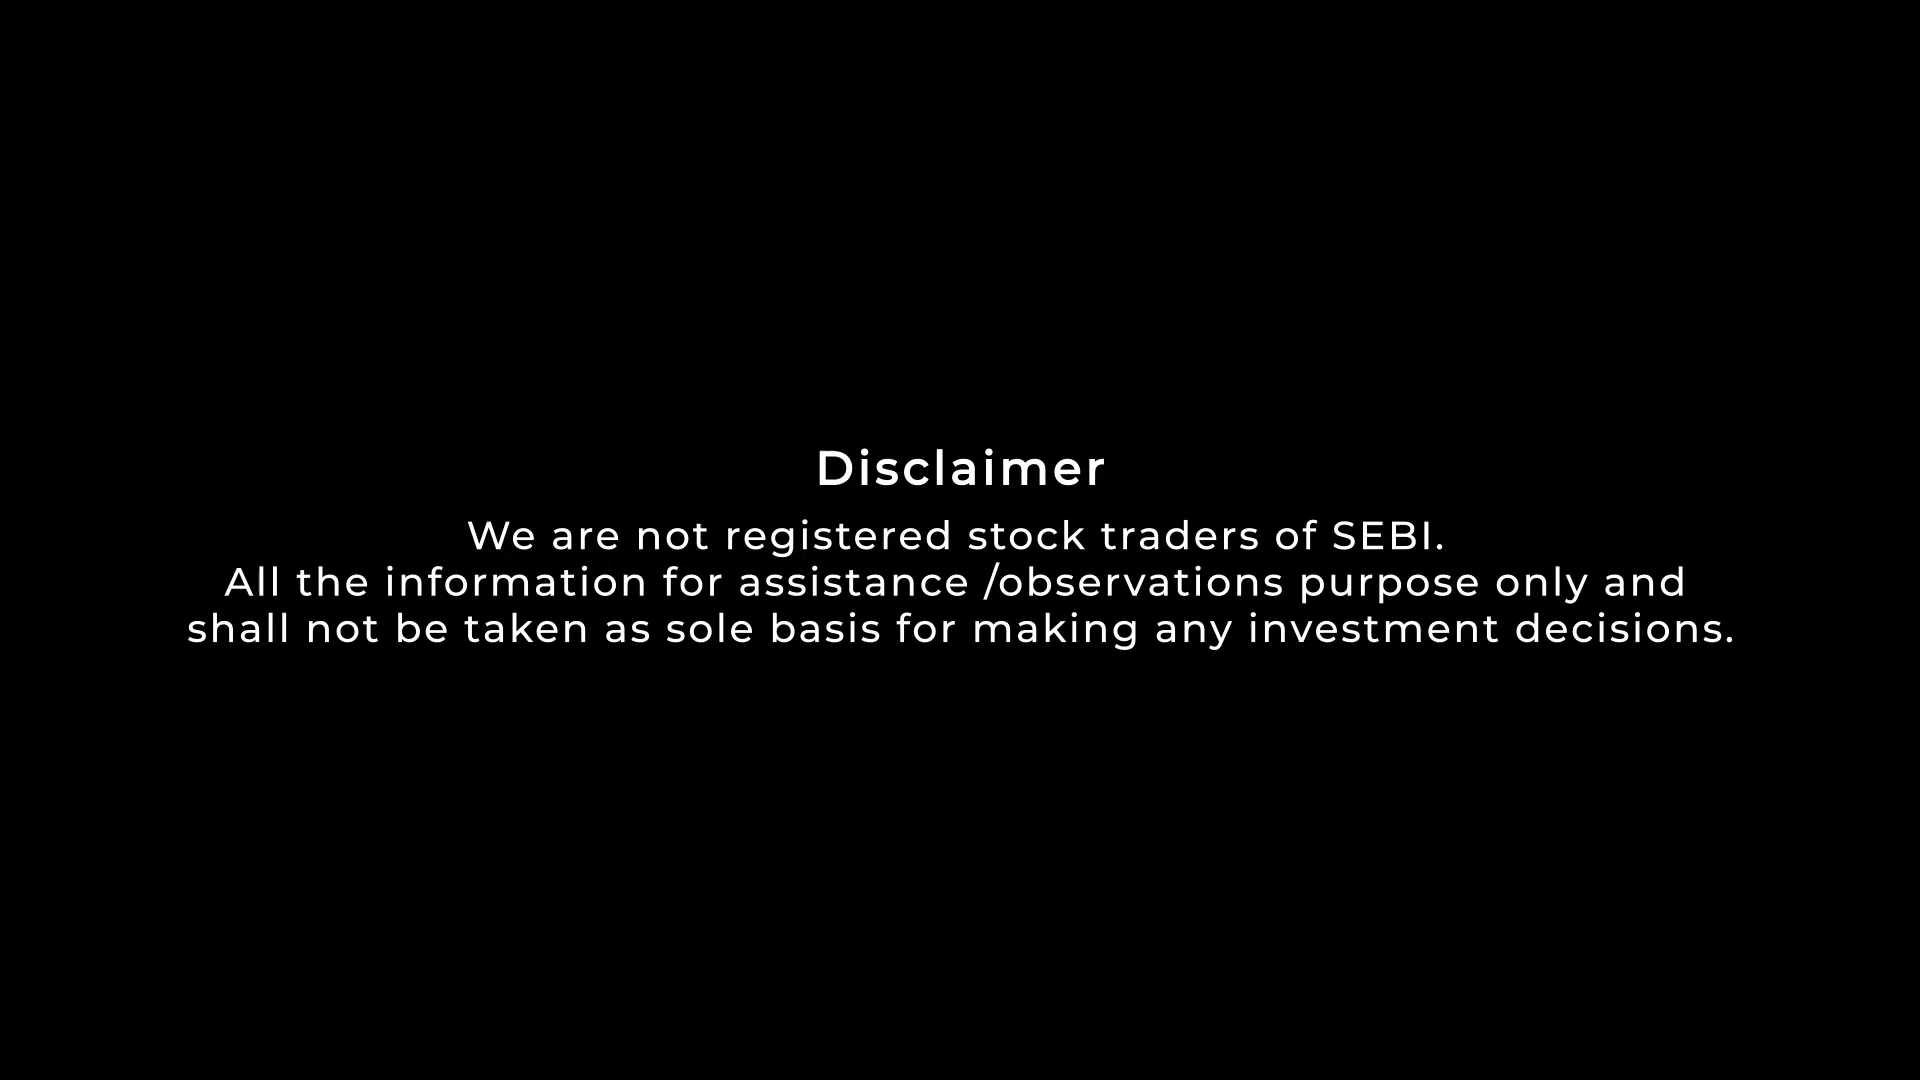 Disclaimer
We are not registered stock traders of SEBI.
All the information for assistance /observations purpose only and
shall not be taken as sole basis for making any investment decisions.